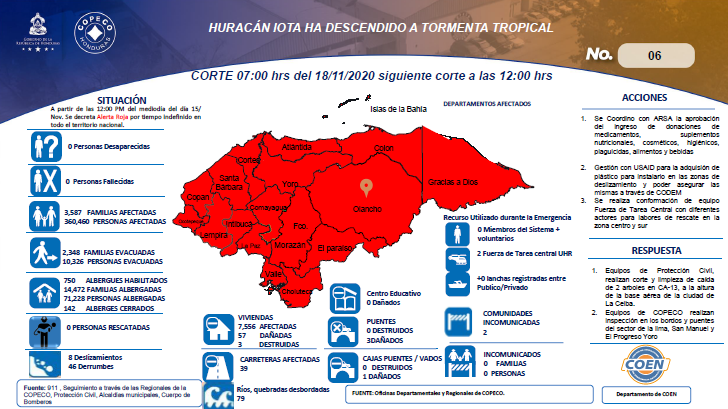 HURACÁN IOTA HA DESCENDIDO A TORMENTA TROPICAL
GOBIERNO DE LA
REPÚBLICA DE HONDURAS
COPECO
HONDURAS
No.
06
CORTE 07:00 hrs del 18/11/2020 siguiente corte a las 12:00 hrs
SITUACIÓN
A partir de las 12:00 PM del mediodía del 15/
Nov. Se decreta Alerta Roja por tiempo indefinido en
todo el territorio nacional.
0 Personas Desaparecidas
0 Personas Fallecidas
3,587 FAMILIAS AFECTADAS
360,460 PERSONAS AFECTADAS
2,348 FAMILIAS EVACUADAS
10,326 PERSONAS EVACUADAS
750 ALBERGUES HABILITADOS
14,472 FAMILIAS ALBERGADAS
71,228 PERSONAS ALBERGADAS
142 ALBERGES CERRADOS
0 PERSONAS RESCATADAS
8 Deslizamientos
46 Derrumbes
Fuente: 911 , Seguimiento a través de las Regionales de la
COPECO, Protección Civil, Alcaldías municipales, Cuerpo de
Bomberos
DEPARTAMENTOS AFECTADOS
Islas de la Bahía
Atlántida
Colón
Cortes
Gracias a Dios
Santa
Bárbara
Yoro
Copán
Olancho
Comayagua
Intibucá
Fco.
Lempira
Morazán
La Paz
El paraíso
Valle
Choluteca
Recurso Utilizado durante la Emergencia
0 Miembros del Sistema +
voluntarios
2 Fuerza de Tarea central UHR
+0 lanchas registradas entre
Publico/Privado
COMUNIDADES
INCOMUNICADAS
2
INCOMUNICADOS
0 FAMILIAS
0 PERSONAS
Centro Educativo
0 Dañados
PUENTES
0 DESTRUIDOS
3DAÑADOS
CAJAS PUENTES / VADOS
0 DESTRUIDOS
1 DAÑADOS
VIVIENDAS
7,556 AFECTADAS
57 DAÑADAS
3 DESTRUIDAS
CARRETERAS AFECTADAS
39
Ríos, quebradas desbordadas
79
FUENTE: Oficinas Departamentales y Regionales de COPECO.
ACCIONES
1. Se Coordino con ARSA la aprobación
del ingreso de donaciones de
medicamentos, suplementos
nutricionales, cosméticos, higiénicos,
plaguicidas, alimentos y bebidas
2. Gestión con USAID para la adquisión de
plástico para instalarlo en las zonas de
deslizamiento y poder asegurar las
mismas a través de CODEM
3. Se realiza conformación de equipo
Fuerza de Tarea Central con diferentes
actores para labores de rescate en la
zona centro y sur
RESPUESTA
1. Equipos de Protección Civil,
realizan corte y limpieza de caída
de 2 arboles en CA-13, a la altura
de la base aérea de la ciudad de
La Ceiba.
2. Equipos de COPECO realizan
inspección en los bordos y puentes
del sector de la lima, San Manuel y
El Progreso Yoro
COEN
Departamento de COEN